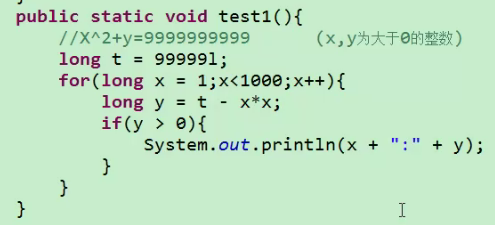 public static void test1(){
//X^2+y=9999999999 (x,y为大于0的整数)
long t = 99999l;
for(long x = 1;x<1000;x++){
long y = t - x*x;
if(y > 0){
System.out.println(x + ":" + y);
}
}
}